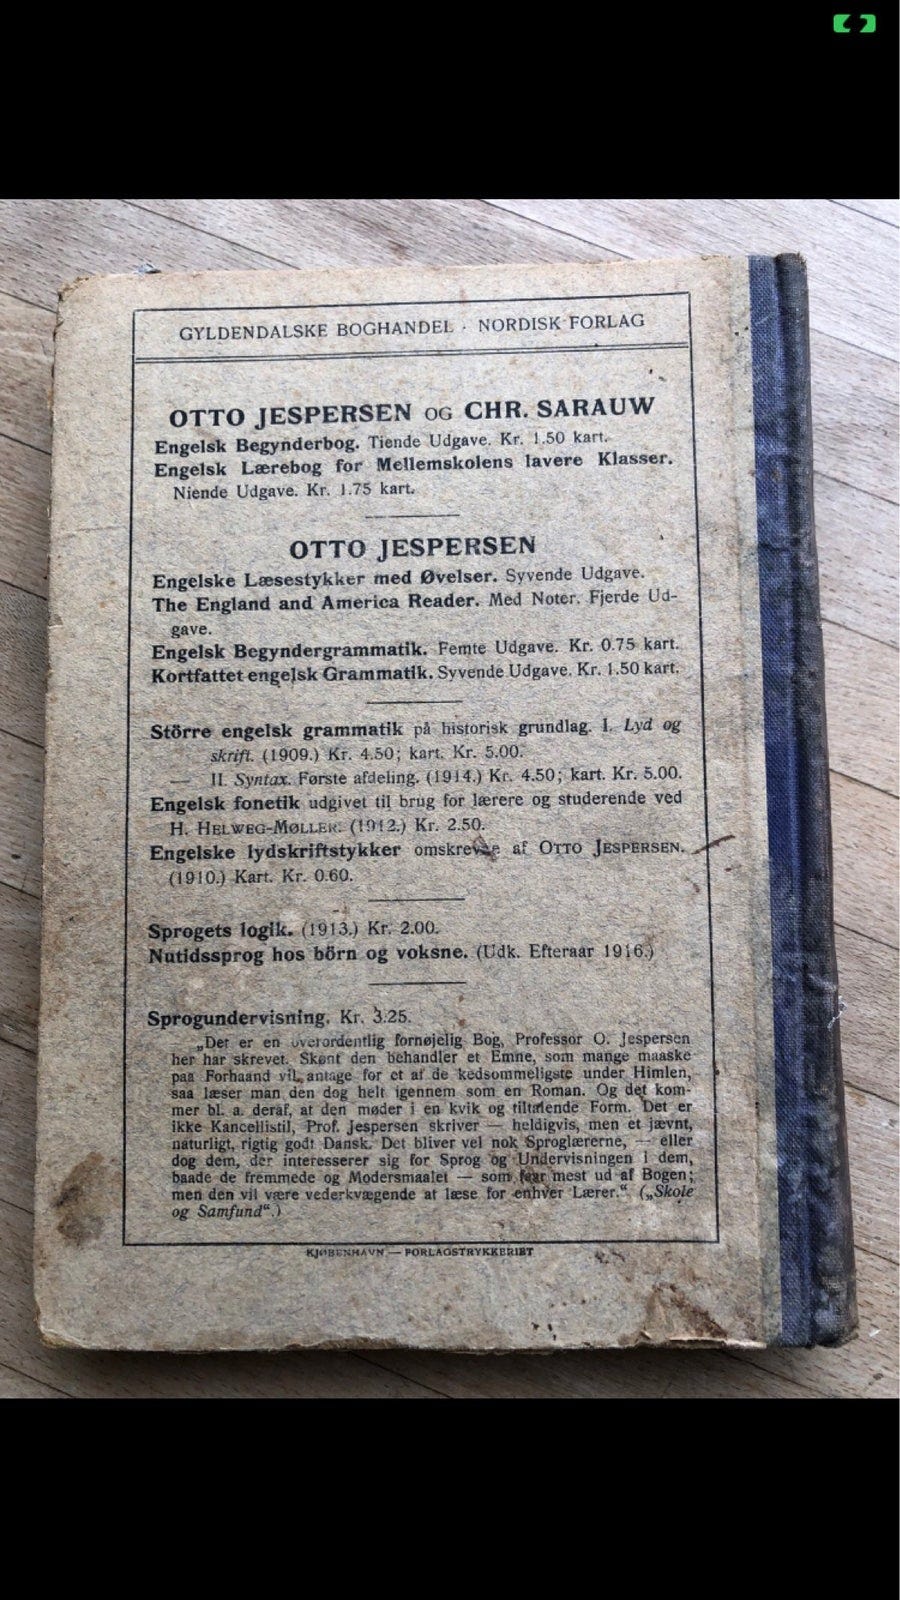 GYLDENDALSKE BOGHANDEL · NORDISK FORLAG
OTTO JESPERSEN OG CHR. SARAUW
Engelsk Begynderbog. Tiende Udgave. Kr. 1.50 kart.
Engelsk Lærebog for Mellemskolens lavere Klasser.
Niende Udgave. Kr. 1.75 kart.
OTTO JESPERSEN
Engelske Læsestykker med Øvelser. Syvende Udgave.
The England and America Reader. Med Noter. Fjerde Ud-
gave.
Engelsk Begyndergrammatik. Femte Udgave. Kr. 0.75 kart.
Kortfattet engelsk Grammatik. Syvende Udgave. Kr. 1.50 kart.
Större engelsk grammatik på historisk grundlag. I. Lyd og
skrift. (1909.) Kr. 4.50; kart. Kr. 5.00.
— II. Syntax. Første afdeling. (1914.) Kr. 4.50; kart. Kr. 5.00.
Engelsk fonetik udgivet til brug for lærere og studerende ved
H. HELWEG-MØLLER. (1912.) Kr. 2.50.
Engelske lydskriftstykker omskrevne af OTTO JESPERSEN.
(1910.) Kart. Kr. 0.60.
Sprogets logik. (1913.) Kr. 2.00.
Nutidssprog hos börn og voksne. (Udk. Efteraar 1916.)
Sprogundervisning. Kr. 3.25.
„Det er en overordentlig fornøjelig Bog, Professor O. Jespersen
her har skrevet. Skønt den behandler et Emne, som mange maaske
paa Forhaand vil antage for et af de kedsommeligste under Himlen,
saa læser man den dog helt igennem som en Roman. Og det kom-
mer bl. a. deraf, at den møder i en kvik og tiltalende Form. Det er
ikke Kancellistil, Prof. Jespersen skriver — heldigvis, men et jævnt,
naturligt, rigtig godt Dansk. Det bliver vel nok Sproglærerne, — eller
dog dem, der interesserer sig for Sprog og Undervisningen i dem,
baade de fremmede og Modersmaalet — som faar mest ud af Bogen;
men den vil være vederkvægende at læse for enhver Lærer.“ („Skole
og Samfund“.)
KJØBENHAVN — FORLAGSTRYKKERIET